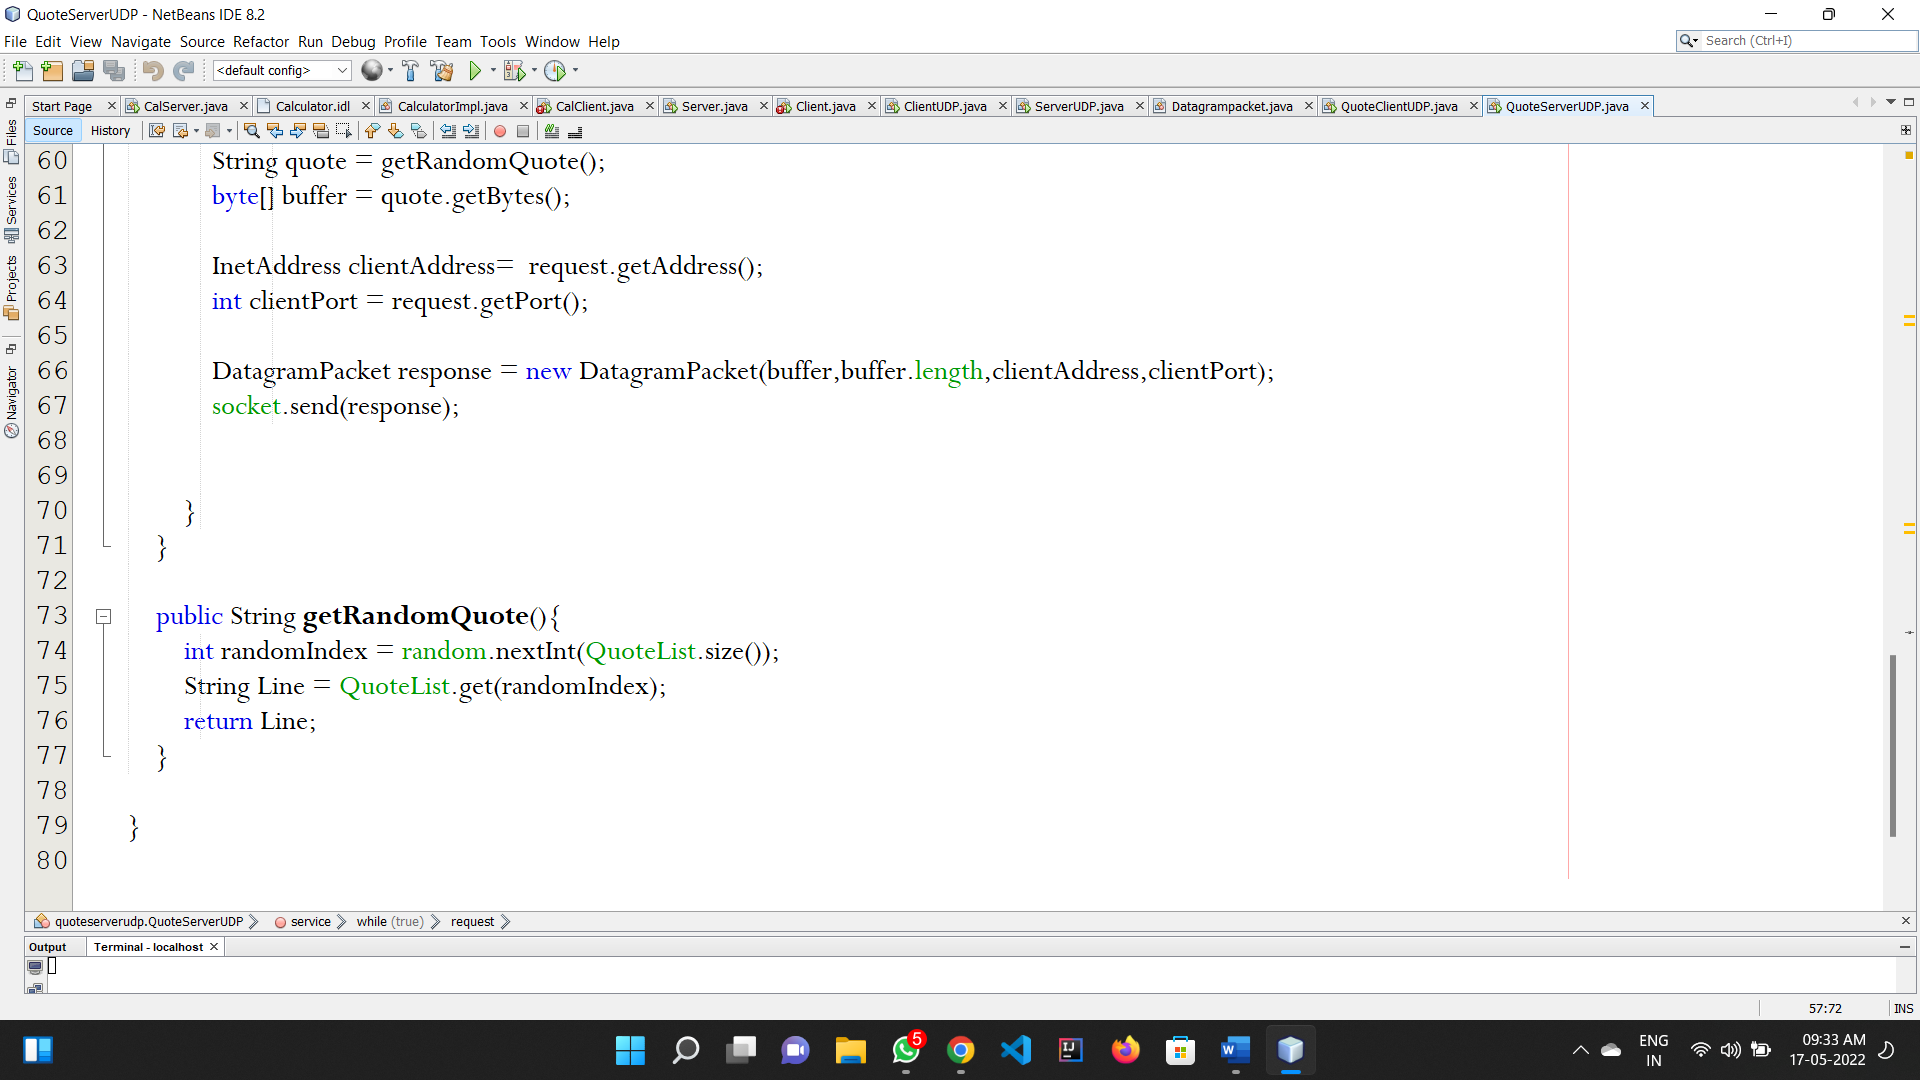 QuoteServerUDP - NetBeans IDE 8.2
File Edit View Navigate Source Refactor Run Debug Profile Team Tools Window Help
Search (Ctrl+I)
<default config>
Start Page CalServer.java Calculator.idl CalculatorImpl.java CalClient.java Server.java Client.java ClientUDP.java ServerUDP.java Datagrampacket.java QuoteClientUDP.java QuoteServerUDP.java
Source History
Files
Services
Projects
Navigator
60 String quote = getRandomQuote();
61 byte[] buffer = quote.getBytes();
62
63 InetAddress clientAddress=  request.getAddress();
64 int clientPort = request.getPort();
65
66 DatagramPacket response = new DatagramPacket(buffer,buffer.length,clientAddress,clientPort);
67 socket.send(response);
68
69
70 }
71 }
72
73 public String getRandomQuote(){
74 int randomIndex = random.nextInt(QuoteList.size());
75 String Line = QuoteList.get(randomIndex);
76 return Line;
77 }
78
79 }
80
quoteserverudp.QuoteServerUDP service while (true) request
Output Terminal - localhost
57:72 INS
5
ENG
IN
09:33 AM
17-05-2022